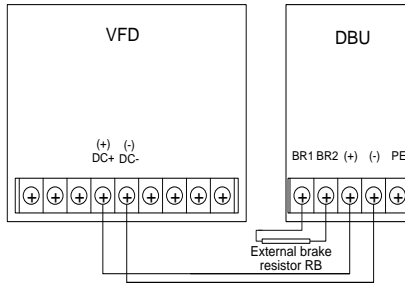 VFD
DBU
(+) (-)
DC+ DC-
BR1 BR2 (+) (-) PE
External brake
resistor RB